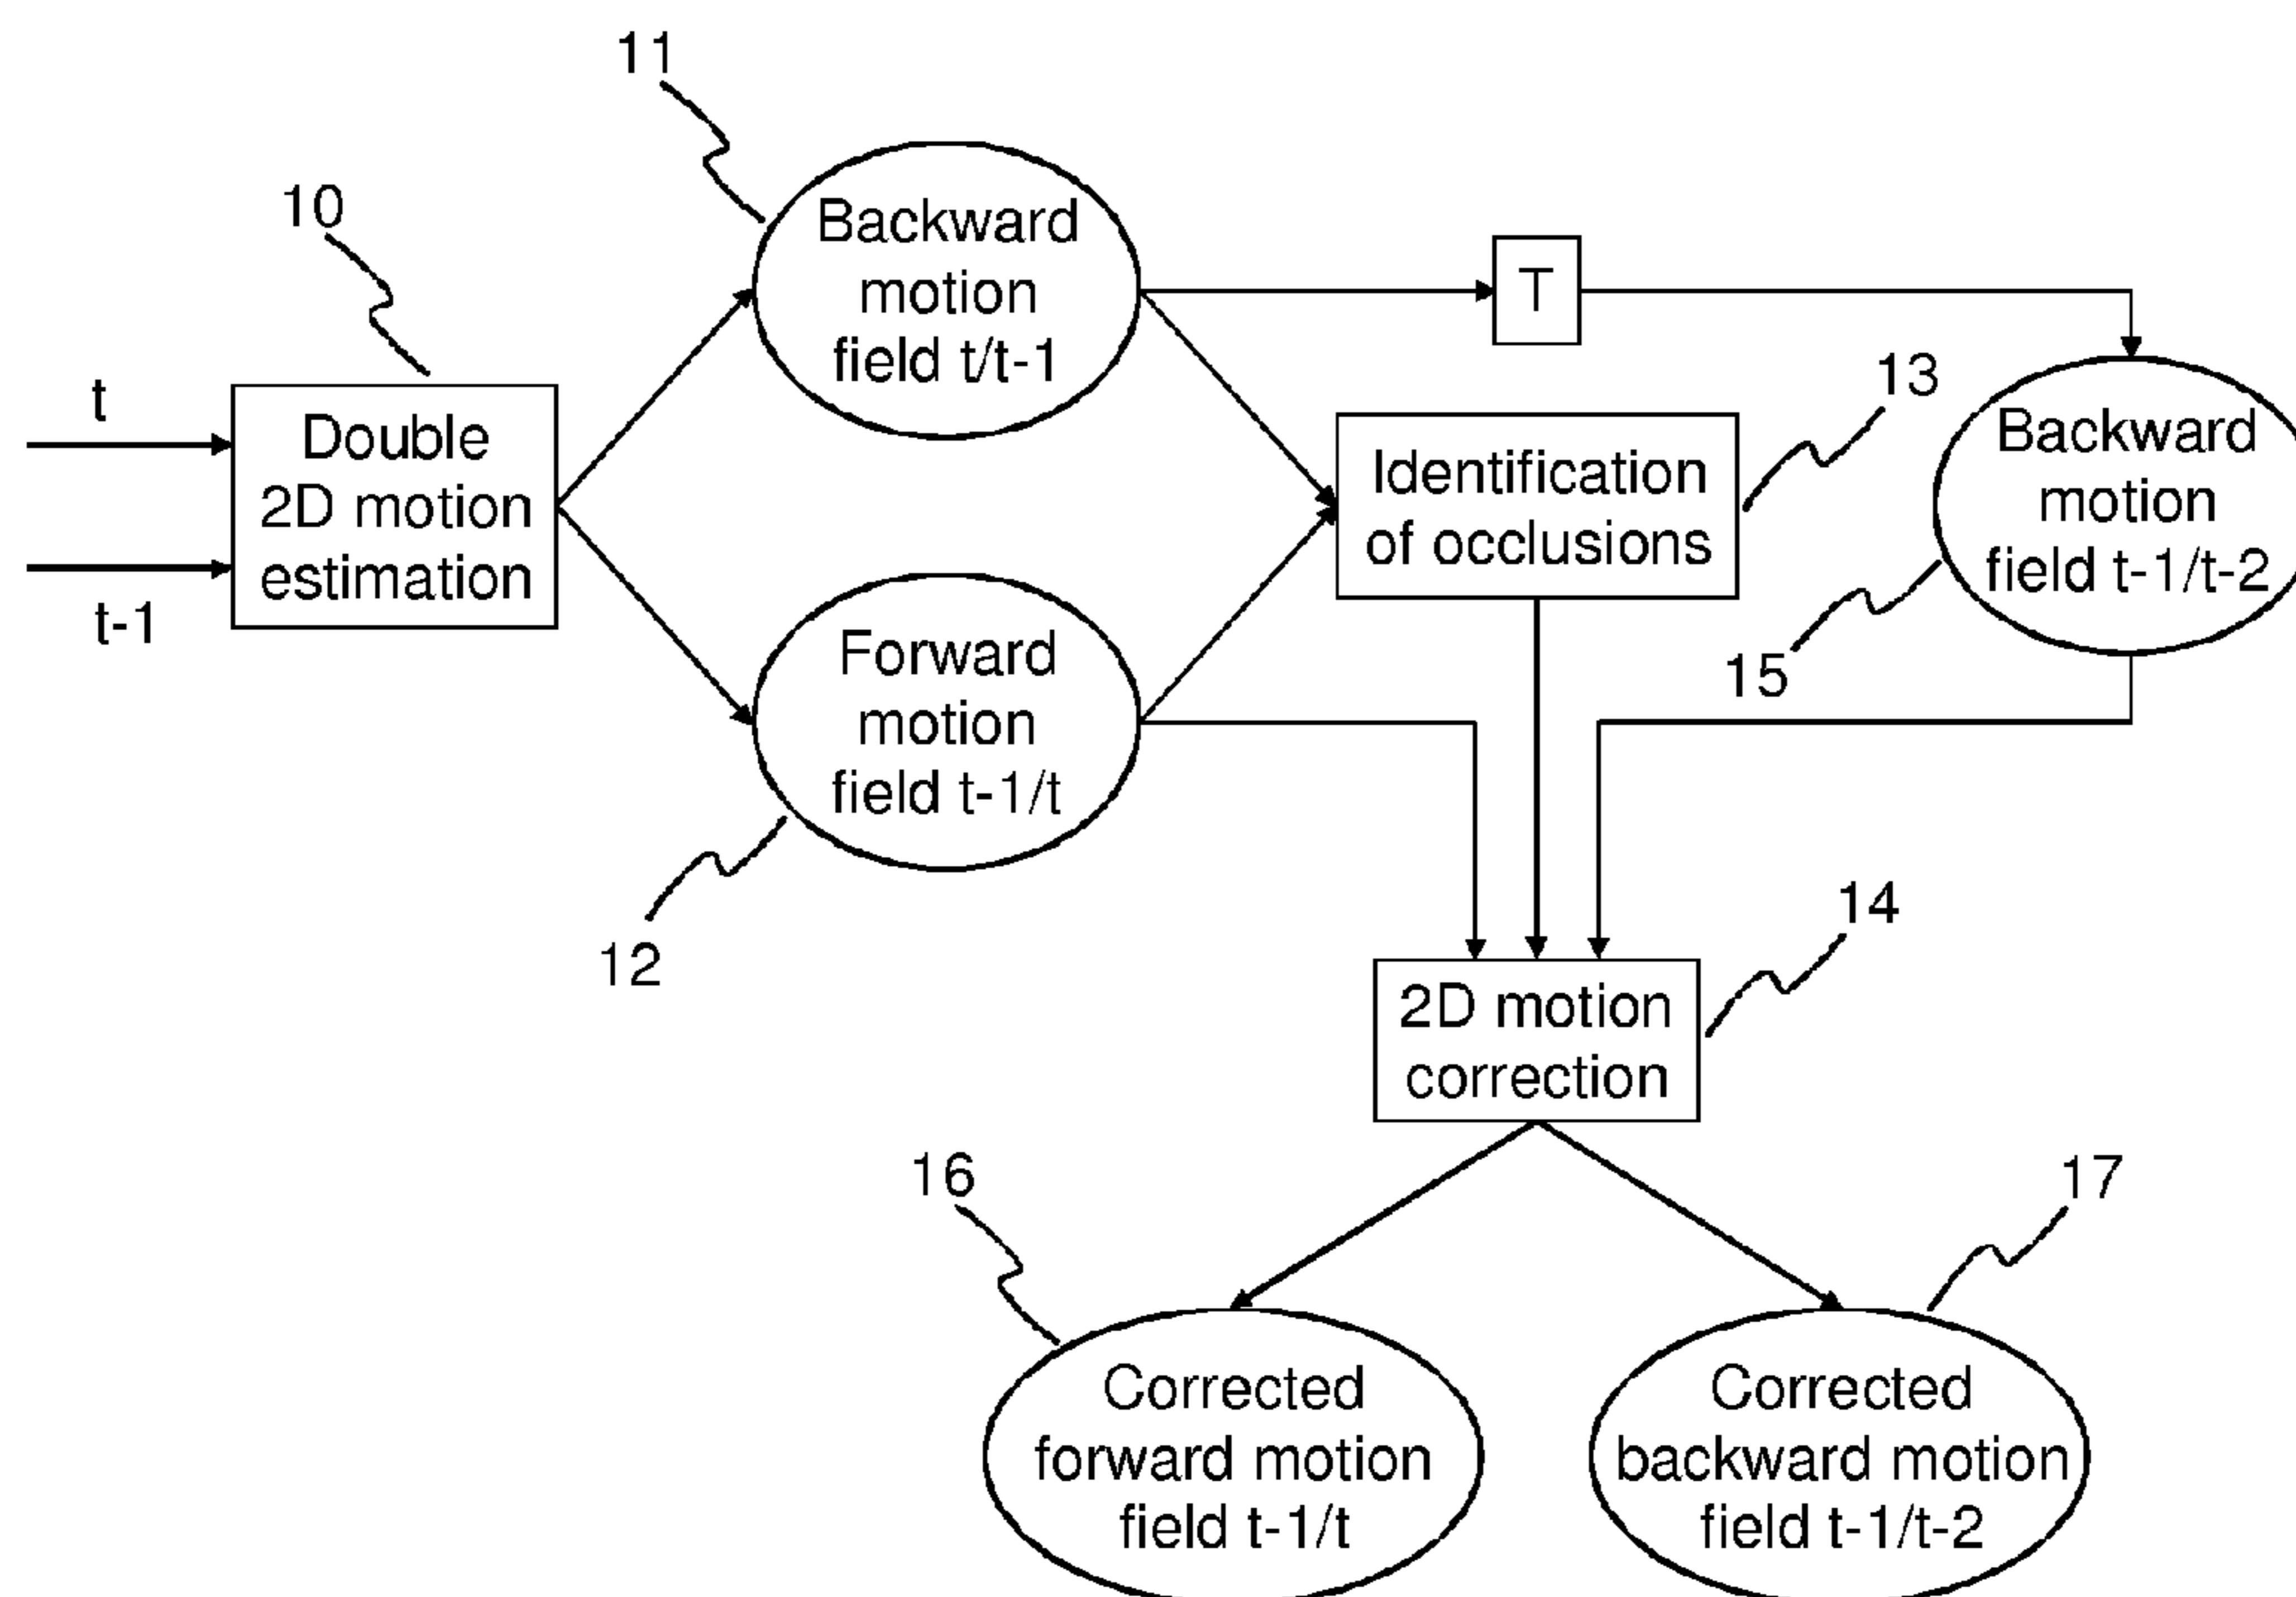 11
10
Backward
motion
field t/t-1
T
13
t
Double
2D motion
estimation
t-1
Identification
of occlusions
Backward
motion
field t-1/t-2
15
Forward
motion
field t-1/t
12
14
2D motion
correction
16
17
Corrected
forward motion
field t-1/t
Corrected
backward motion
field t-1/t-2